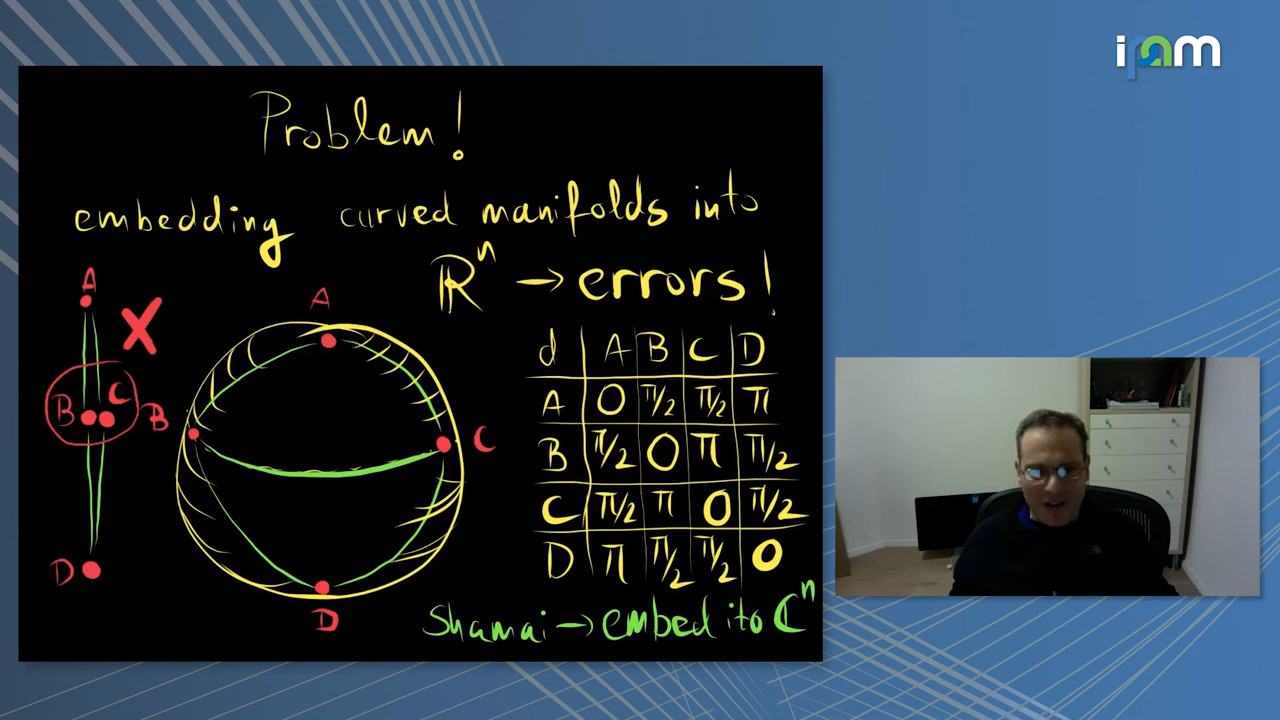 ipam
Problem!
embedding curved manifolds into
ℝⁿ → errors!
A
X
B C
D
A
B
C
D
d A B C D
A 0 π/2 π/2 π
B π/2 0 π π/2
C π/2 π 0 π/2
D π π/2 π/2 0
Shamai → embed ito ℂⁿ